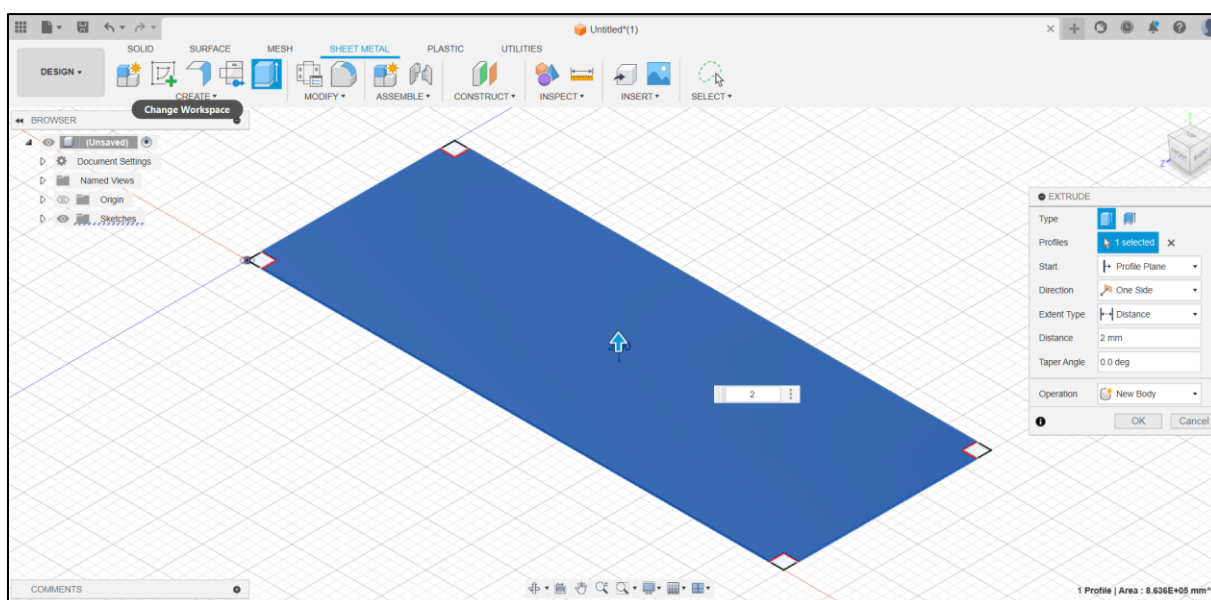 Untitled*(1)
SOLID SURFACE MESH SHEET METAL PLASTIC UTILITIES
DESIGN
CREATE MODIFY ASSEMBLE CONSTRUCT INSPECT INSERT SELECT
Change Workspace
BROWSER
(Unsaved)
Document Settings
Named Views
Origin
Sketches
FRONT RIGHT
Y
Z
EXTRUDE
Type
Profiles 1 selected
Start Profile Plane
Direction One Side
Extent Type Distance
Distance 2 mm
Taper Angle 0.0 deg
Operation New Body
OK Cancel
2
COMMENTS
1 Profile | Area : 8.636E+05 mm^